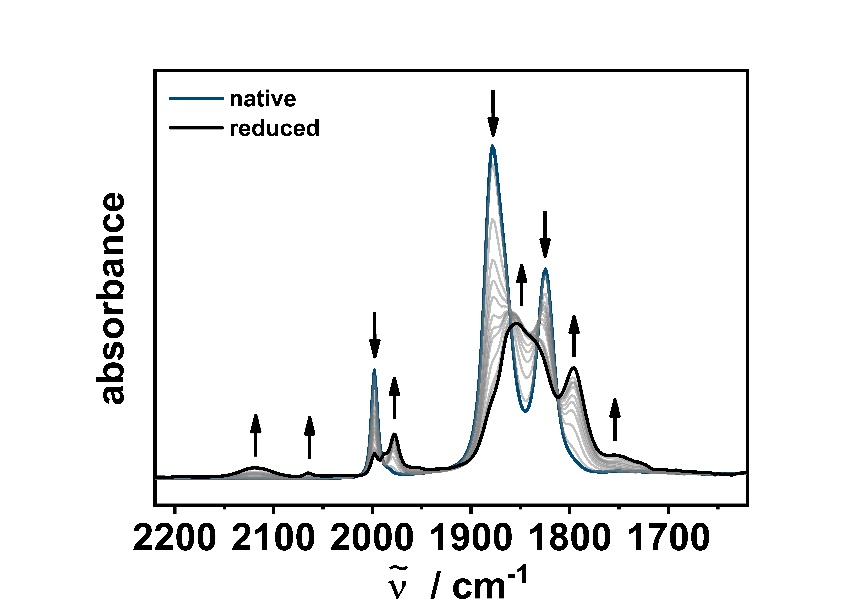 native
reduced
absorbance
2200 2100 2000 1900 1800 1700
ν̃ / cm⁻¹